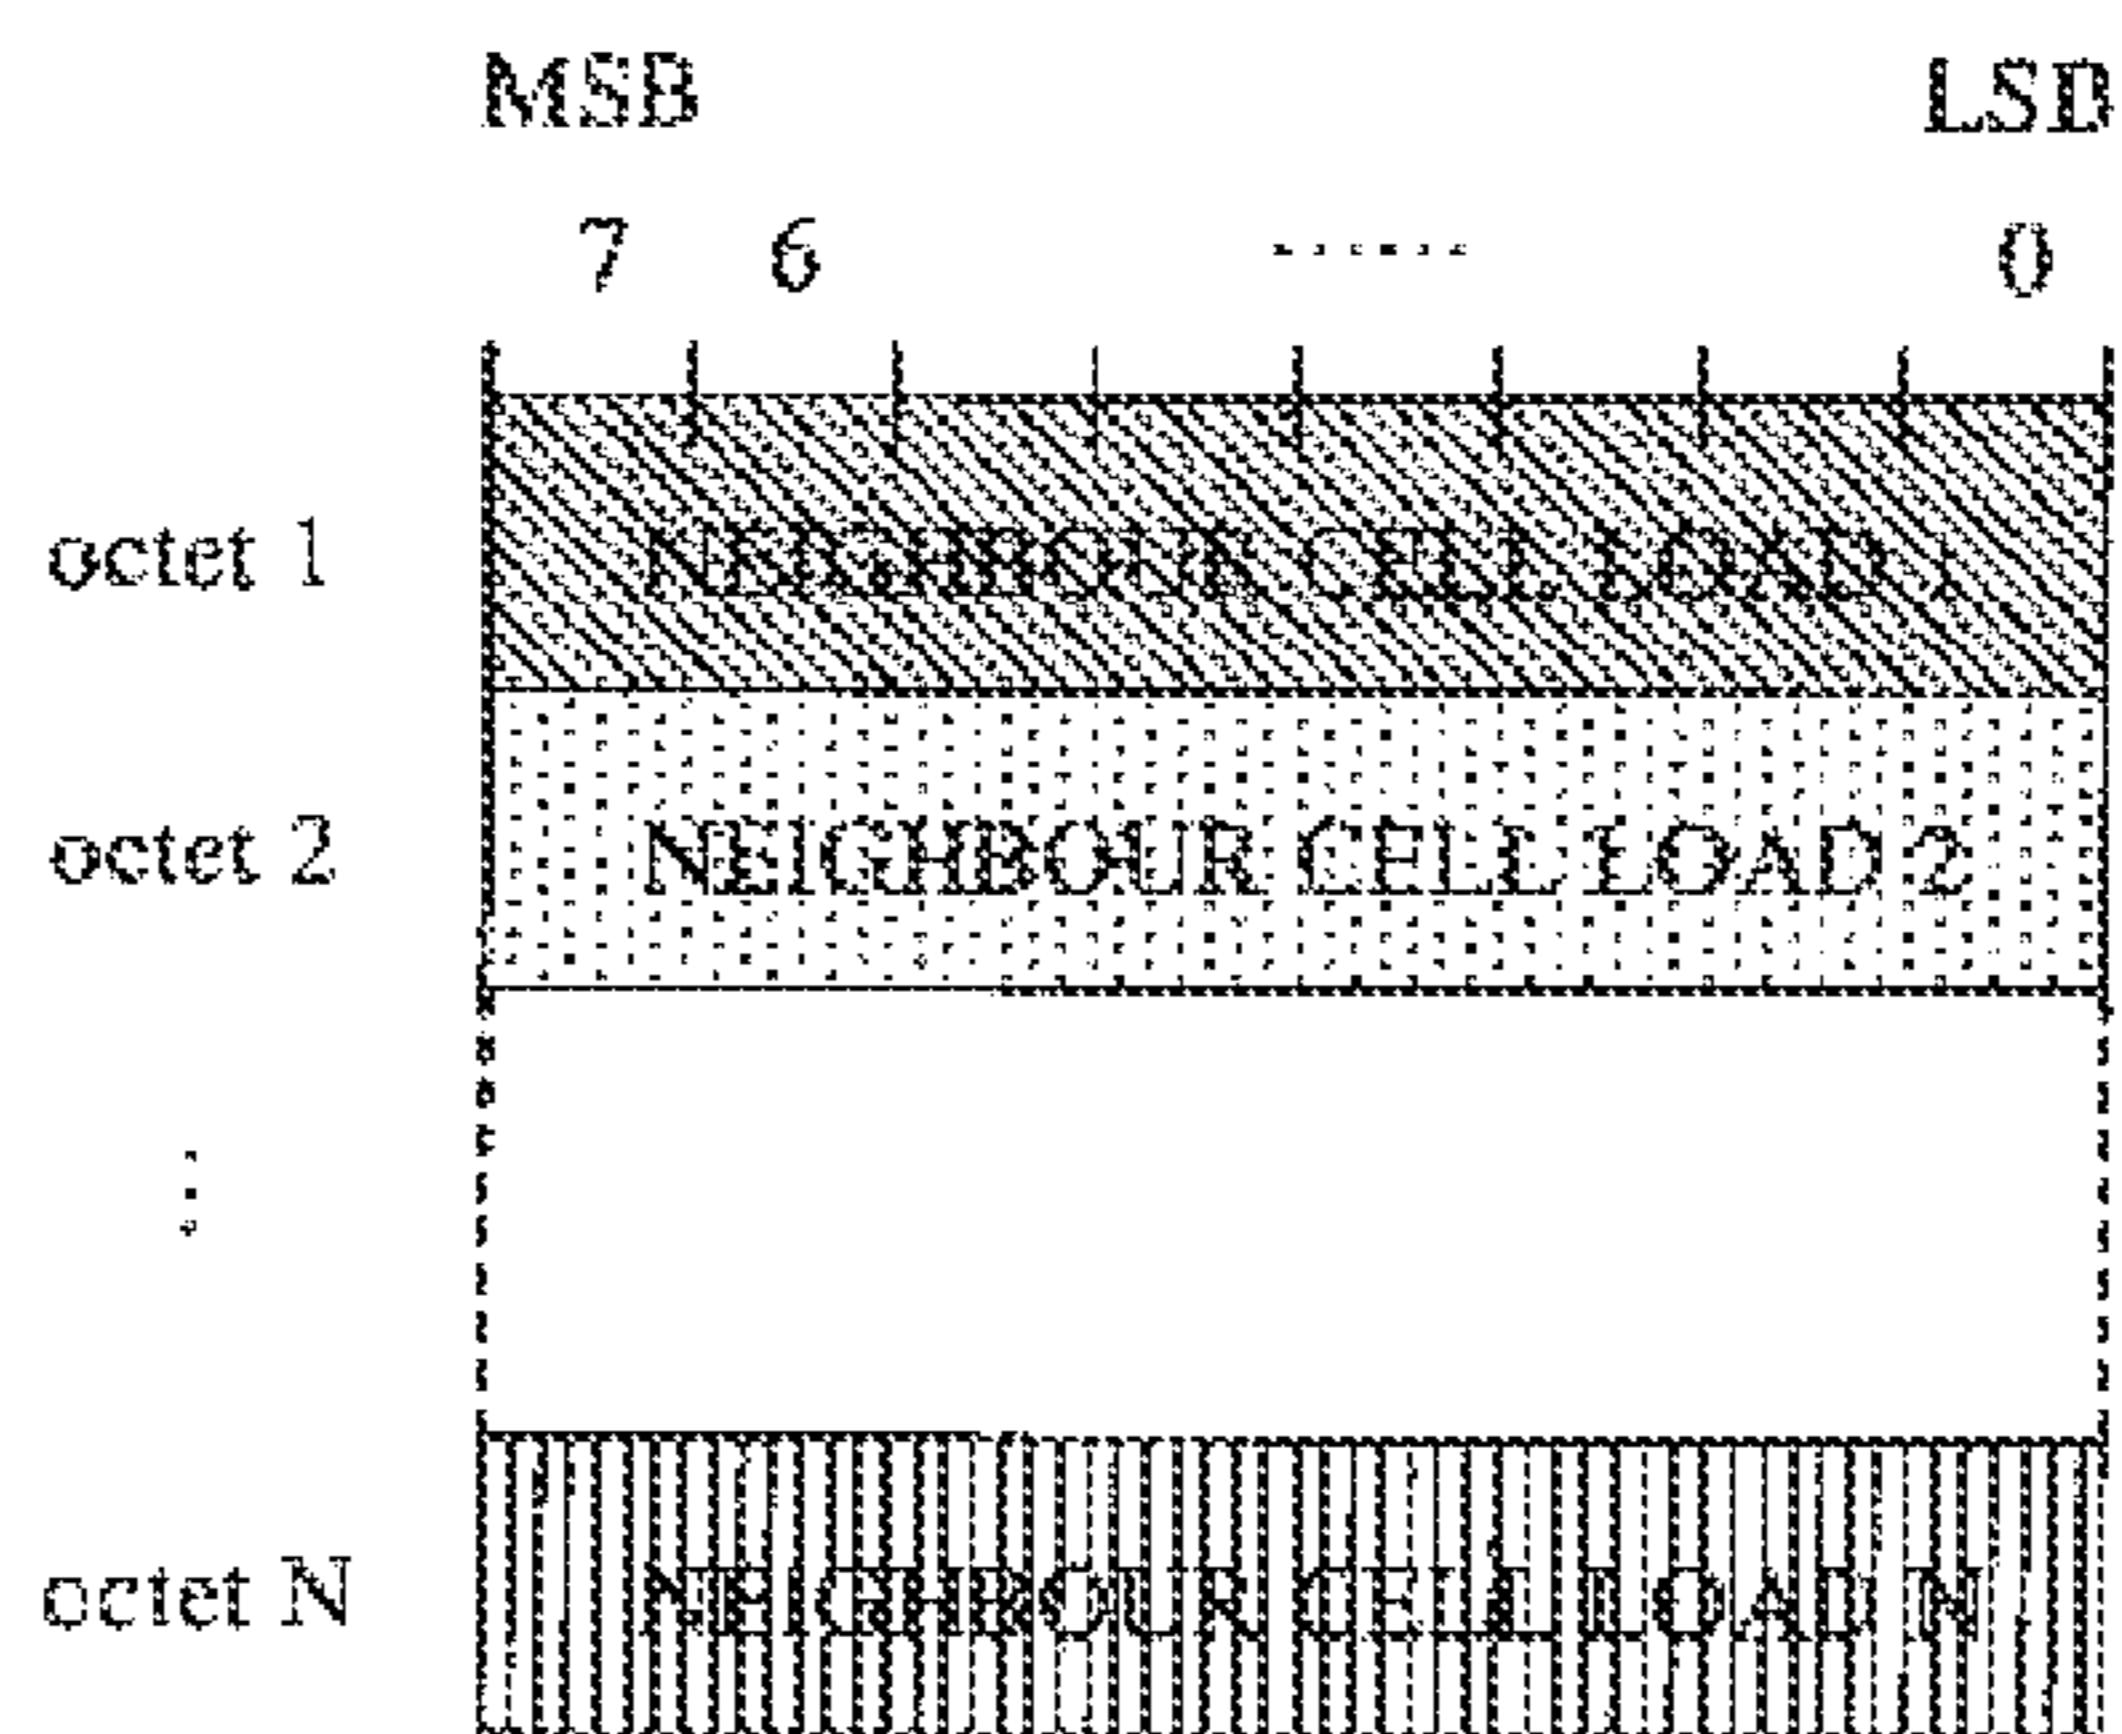 MSB LSB
7 6 ...... 0
octet 1 NEIGHBOUR CELL LOAD 1
octet 2 NEIGHBOUR CELL LOAD 2
⋮
octet N NEIGHBOUR CELL LOAD N